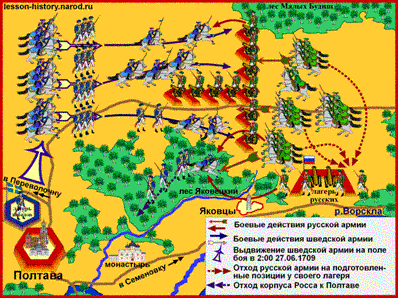 lesson-history.narod.ru
лес Малых Будищ
в Переволочну
лес Яковецкий
лагерь
русских
Яковцы
р.Ворскла
Полтава
монастырь
в Семеновку
Боевые действия русской армии
Боевые действия шведской армии
Выдвижение шведской армии на поле
боя в 2:00 27.06.1709
Отход русской армии на подготовлен-
ные позиции у своего лагеря
Отход корпуса Росса к Полтаве